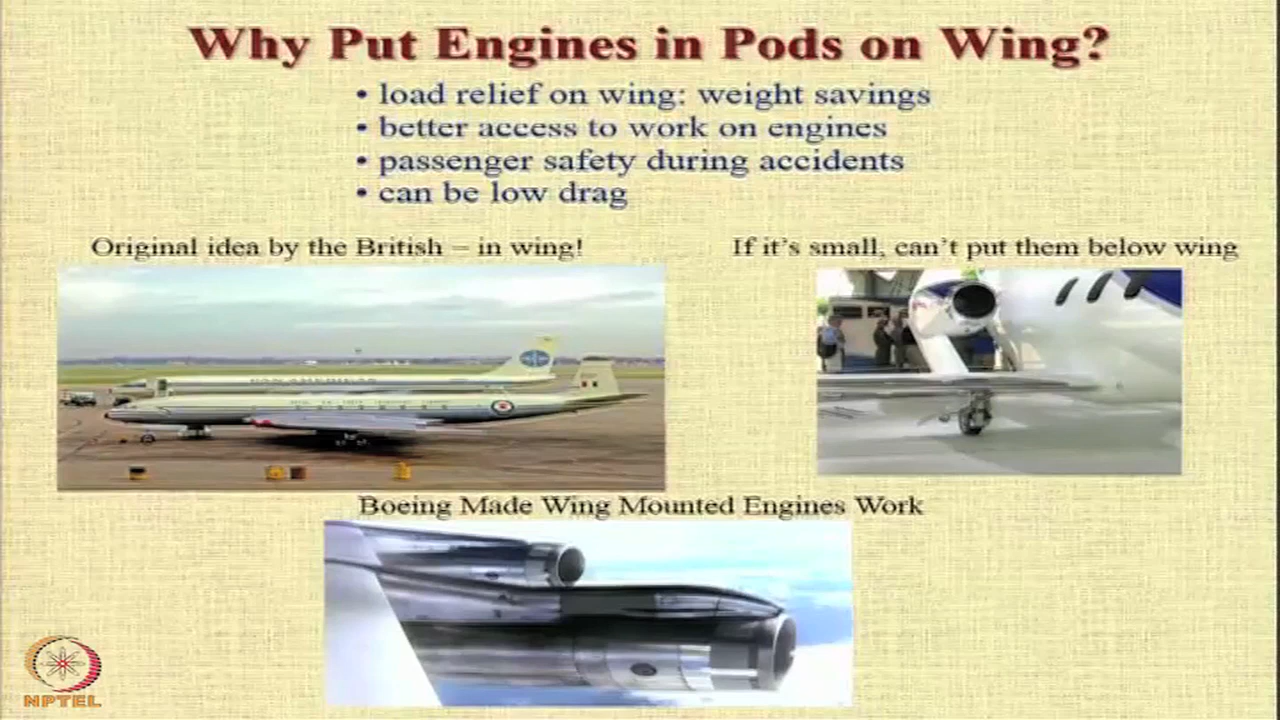 Why Put Engines in Pods on Wing?
• load relief on wing: weight savings
• better access to work on engines
• passenger safety during accidents
• can be low drag
Original idea by the British – in wing!
If it's small, can't put them below wing
PAN AMERICAN
Boeing Made Wing Mounted Engines Work
NPTEL